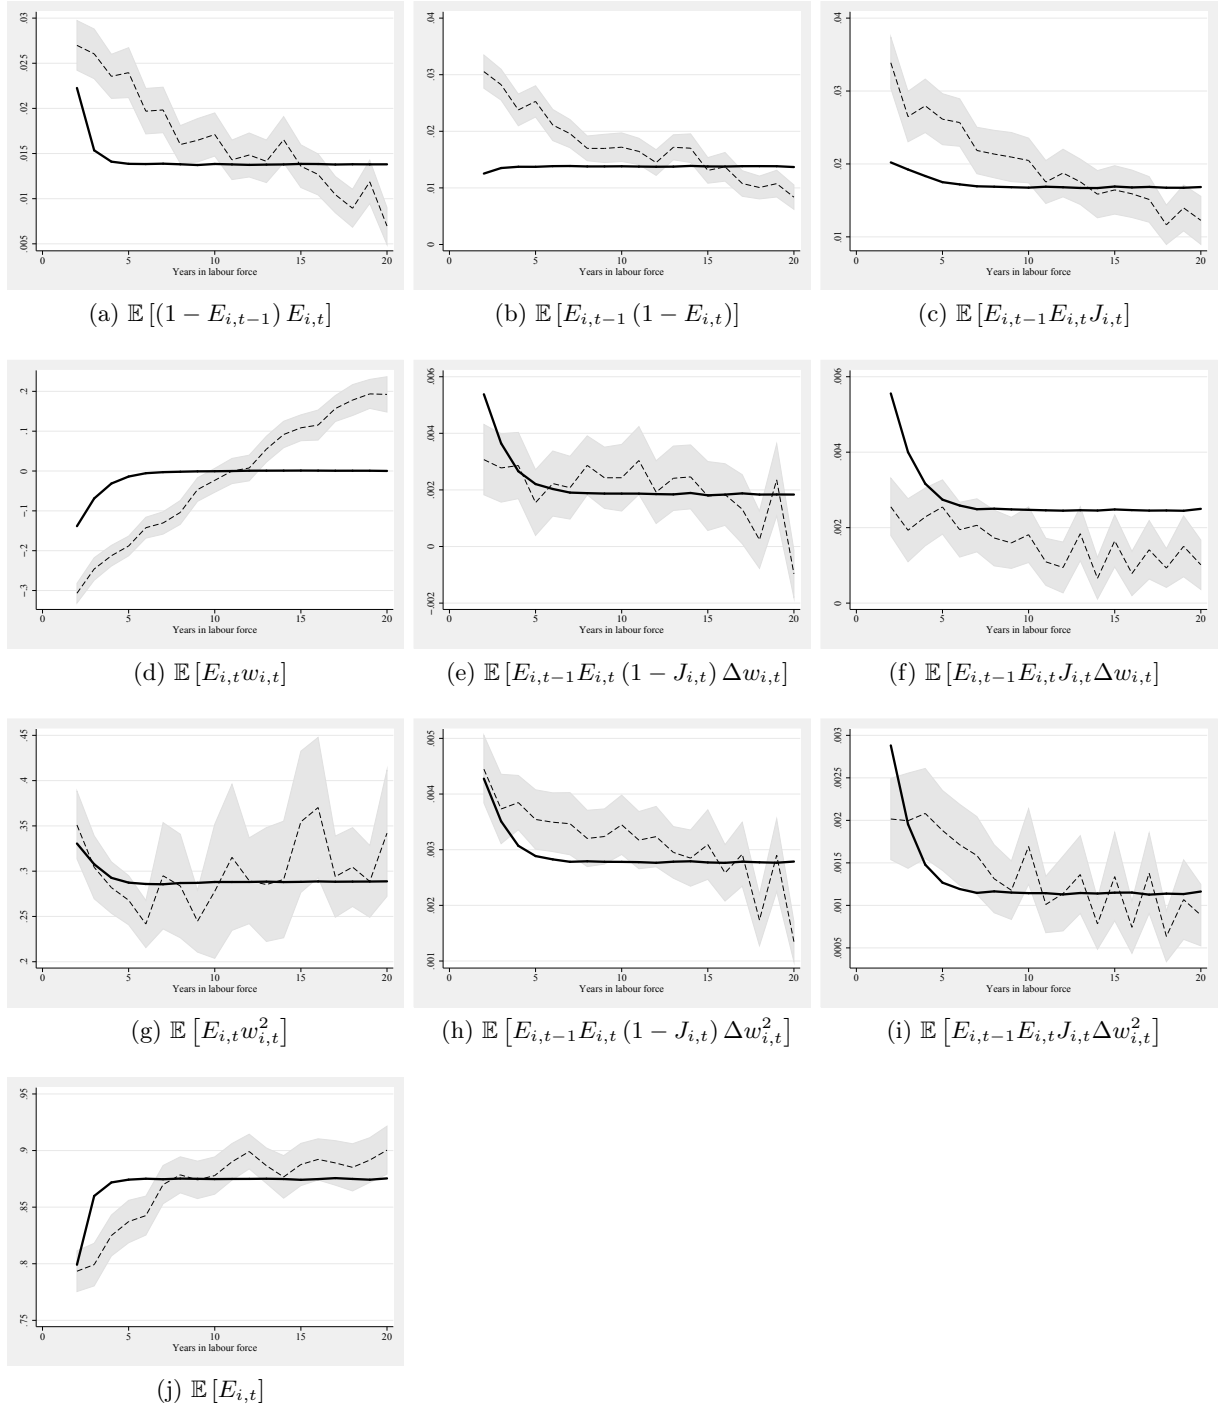 .005 .01 .015 .02 .025 .03
0 5 10 15 20
Years in labour force
(a) 𝔼 [(1 − E_{i,t−1}) E_{i,t}]
0 .01 .02 .03 .04
0 5 10 15 20
Years in labour force
(b) 𝔼 [E_{i,t−1} (1 − E_{i,t})]
.01 .02 .03 .04
0 5 10 15 20
Years in labour force
(c) 𝔼 [E_{i,t−1}E_{i,t}J_{i,t}]
−.3 −.2 −.1 0 .1 .2
0 5 10 15 20
Years in labour force
(d) 𝔼 [E_{i,t}w_{i,t}]
−.002 0 .002 .004 .006
0 5 10 15 20
Years in labour force
(e) 𝔼 [E_{i,t−1}E_{i,t} (1 − J_{i,t}) Δw_{i,t}]
0 .002 .004 .006
0 5 10 15 20
Years in labour force
(f) 𝔼 [E_{i,t−1}E_{i,t}J_{i,t}Δw_{i,t}]
.2 .25 .3 .35 .4 .45
0 5 10 15 20
Years in labour force
(g) 𝔼 [E_{i,t}w²_{i,t}]
.001 .002 .003 .004 .005
0 5 10 15 20
Years in labour force
(h) 𝔼 [E_{i,t−1}E_{i,t} (1 − J_{i,t}) Δw²_{i,t}]
.0005 .001 .0015 .002 .0025 .003
0 5 10 15 20
Years in labour force
(i) 𝔼 [E_{i,t−1}E_{i,t}J_{i,t}Δw²_{i,t}]
.75 .8 .85 .9 .95
0 5 10 15 20
Years in labour force
(j) 𝔼 [E_{i,t}]